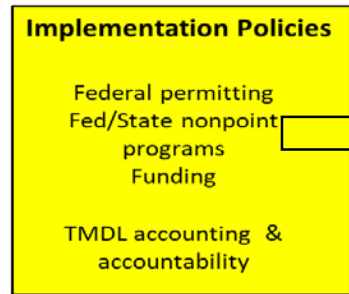 Implementation Policies
Federal permitting
Fed/State nonpoint
programs
Funding
TMDL accounting & 
accountability